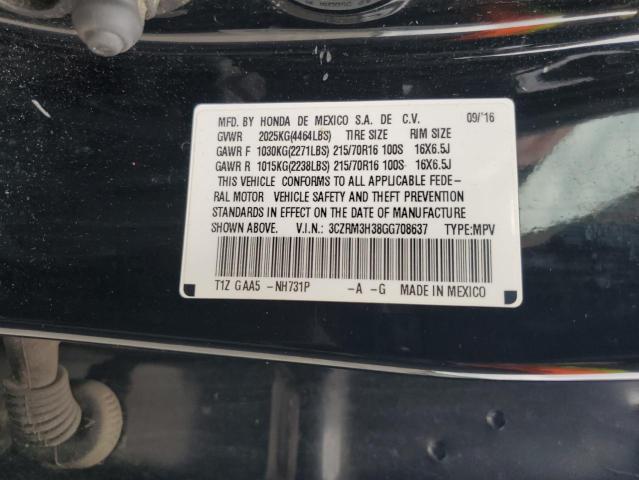 MFD. BY HONDA DE MEXICO S.A. DE C.V. 09/'16
GVWR 2025KG(4464LBS) TIRE SIZE RIM SIZE
GAWR F 1030KG(2271LBS) 215/70R16 100S 16X6.5J
GAWR R 1015KG(2238LBS) 215/70R16 100S 16X6.5J
THIS VEHICLE CONFORMS TO ALL APPLICABLE FEDE-
RAL MOTOR VEHICLE SAFETY AND THEFT PREVENTION
STANDARDS IN EFFECT ON THE DATE OF MANUFACTURE
SHOWN ABOVE. V.I.N.: 3CZRM3H38GG708637 TYPE:MPV
T1Z GAA5 -NH731P -A -G MADE IN MEXICO